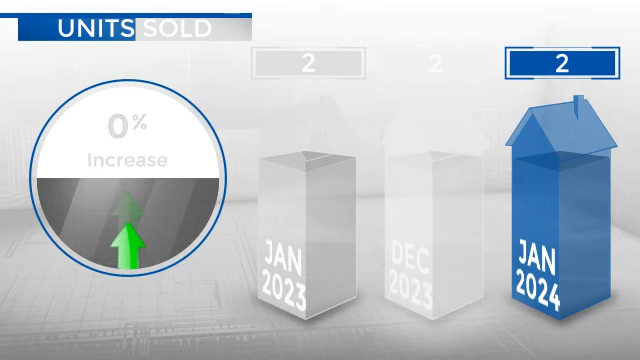 UNITS SOLD
0%
Increase
2
2
2
JAN
2023
DEC
2023
JAN
2024